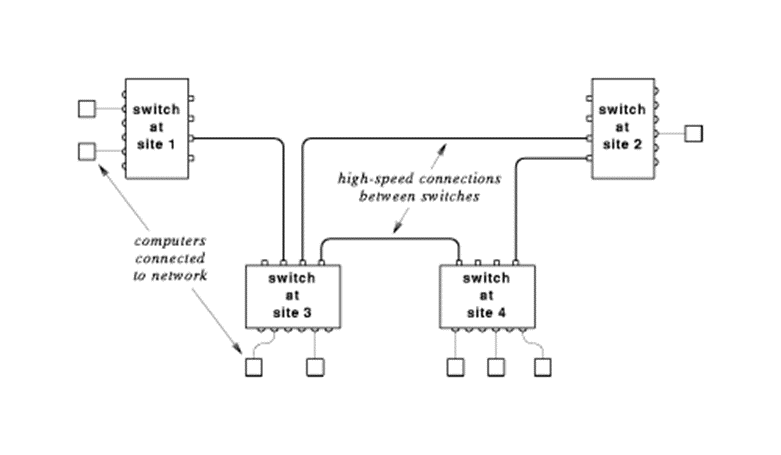 switch
at
site 1
switch
at
site 2
high-speed connections
between switches
computers
connected
to network
switch
at
site 3
switch
at
site 4